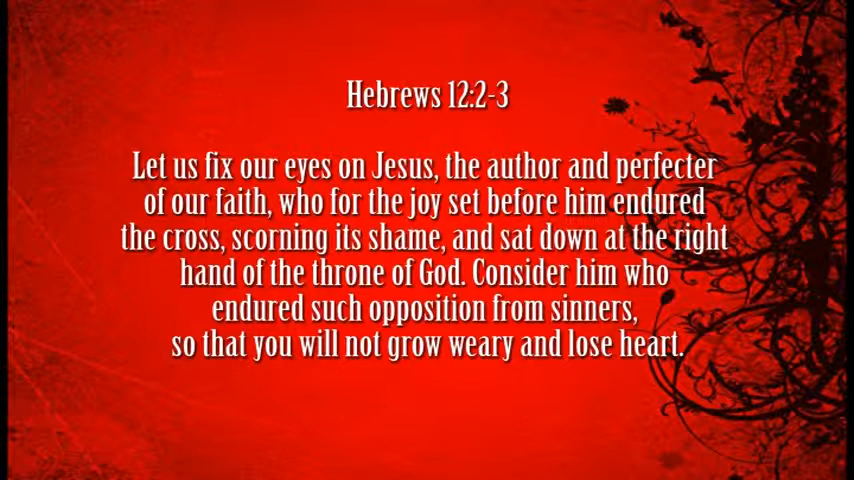 Hebrews 12:2-3
Let us fix our eyes on Jesus, the author and perfecter
of our faith, who for the joy set before him endured
the cross, scorning its shame, and sat down at the right
hand of the throne of God. Consider him who
endured such opposition from sinners,
so that you will not grow weary and lose heart.